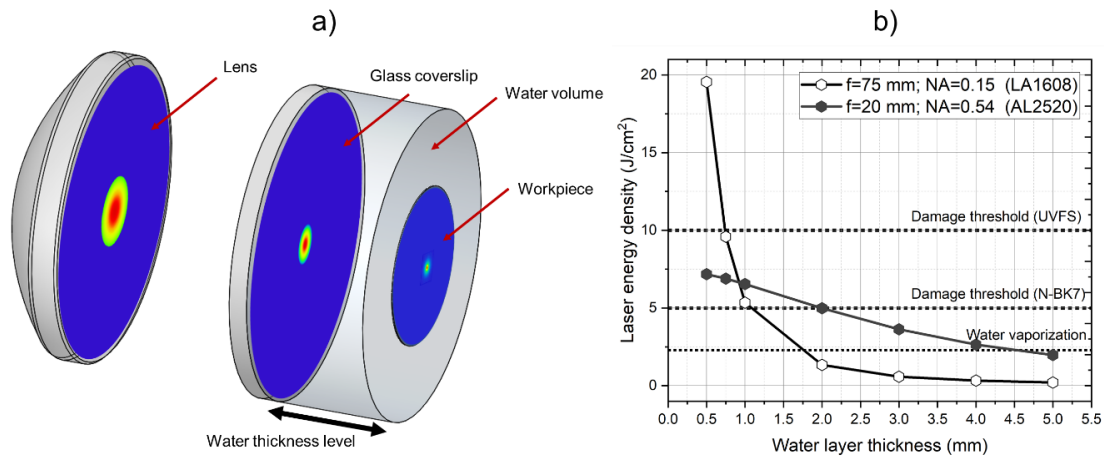 a)
Lens
Glass coverslip
Water volume
Workpiece
Water thickness level
b)
Laser energy density (J/cm²)
20
15
10
5
0
f=75 mm; NA=0.15 (LA1608)
f=20 mm; NA=0.54 (AL2520)
Damage threshold (UVFS)
Damage threshold (N-BK7)
Water vaporization
0.0 0.5 1.0 1.5 2.0 2.5 3.0 3.5 4.0 4.5 5.0 5.5
Water layer thickness (mm)